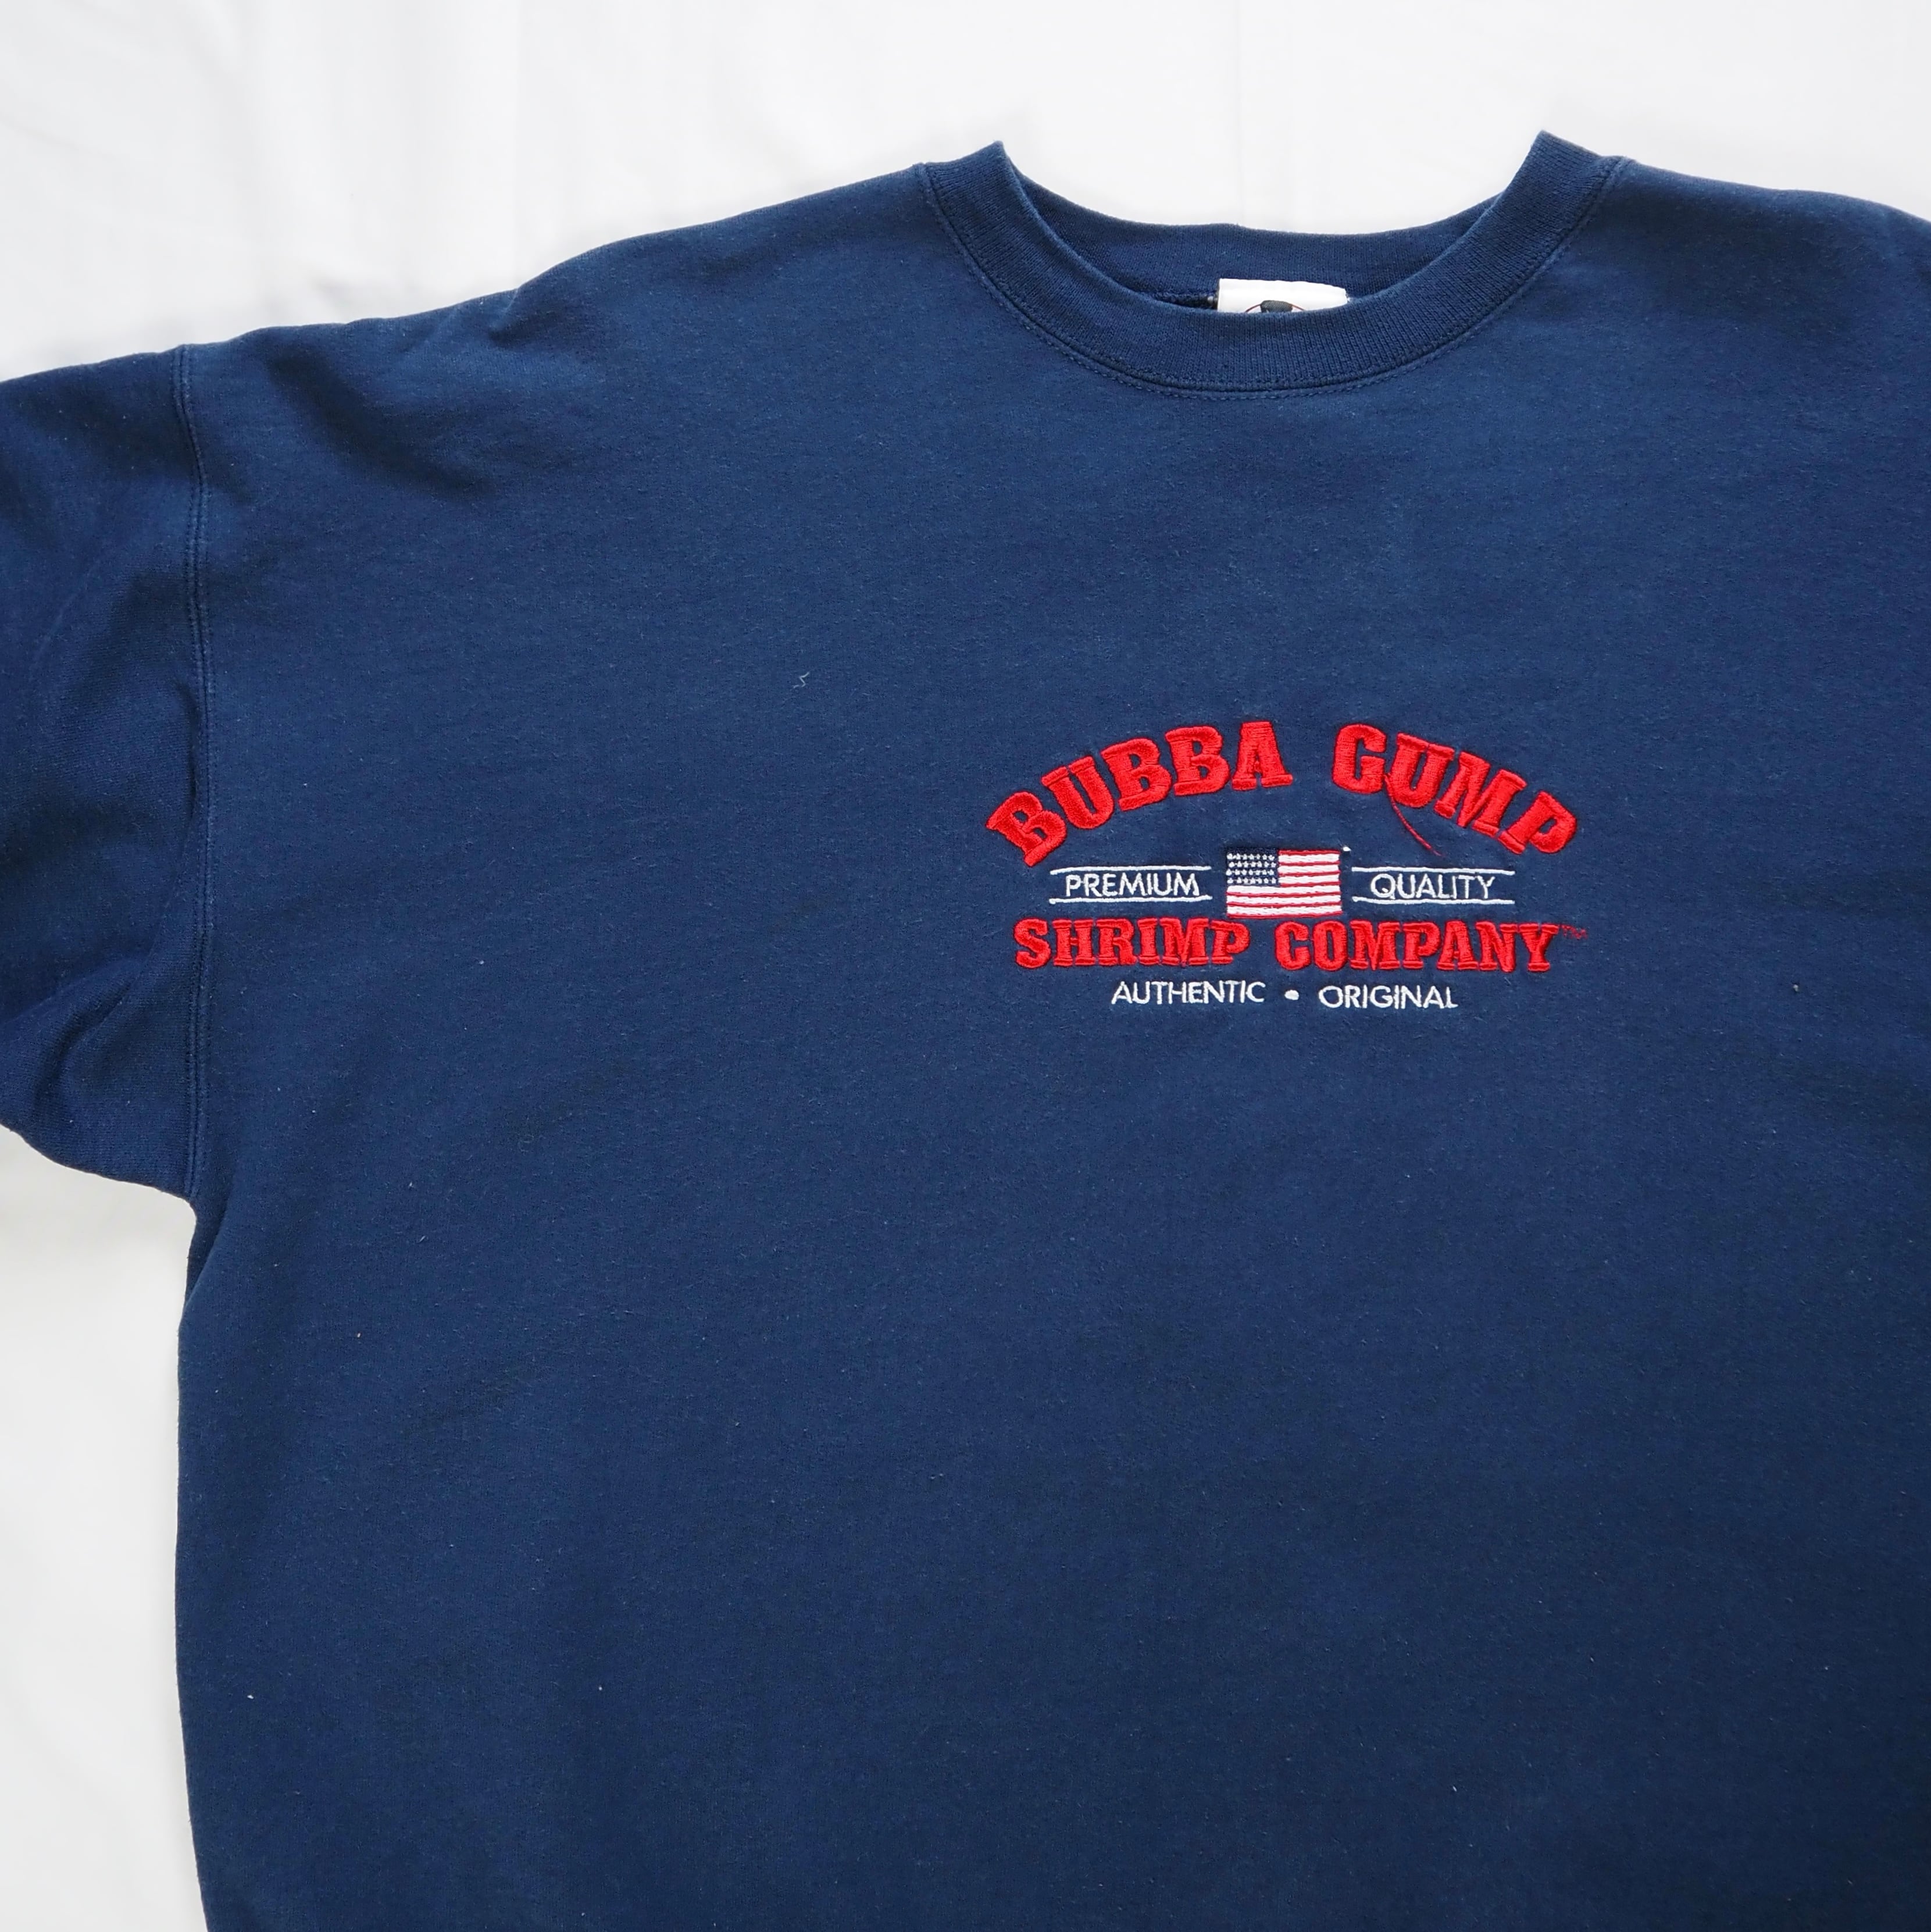 BUBBA GUMP
PREMIUM QUALITY
SHRIMP COMPANY™
AUTHENTIC • ORIGINAL